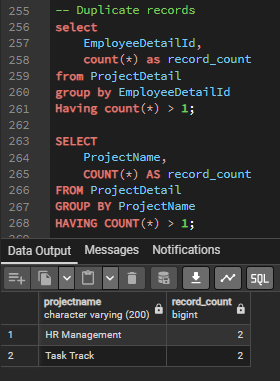 255 -- Duplicate records
256 select
257 EmployeeDetailId,
258 count(*) as record_count
259 from ProjectDetail
260 group by EmployeeDetailId
261 Having count(*) > 1;
262
263 SELECT
264 ProjectName,
265 COUNT(*) AS record_count
266 FROM ProjectDetail
267 GROUP BY ProjectName
268 HAVING COUNT(*) > 1;
Data Output Messages Notifications
SQL
projectname record_count
character varying (200) bigint
1 HR Management 2
2 Task Track 2